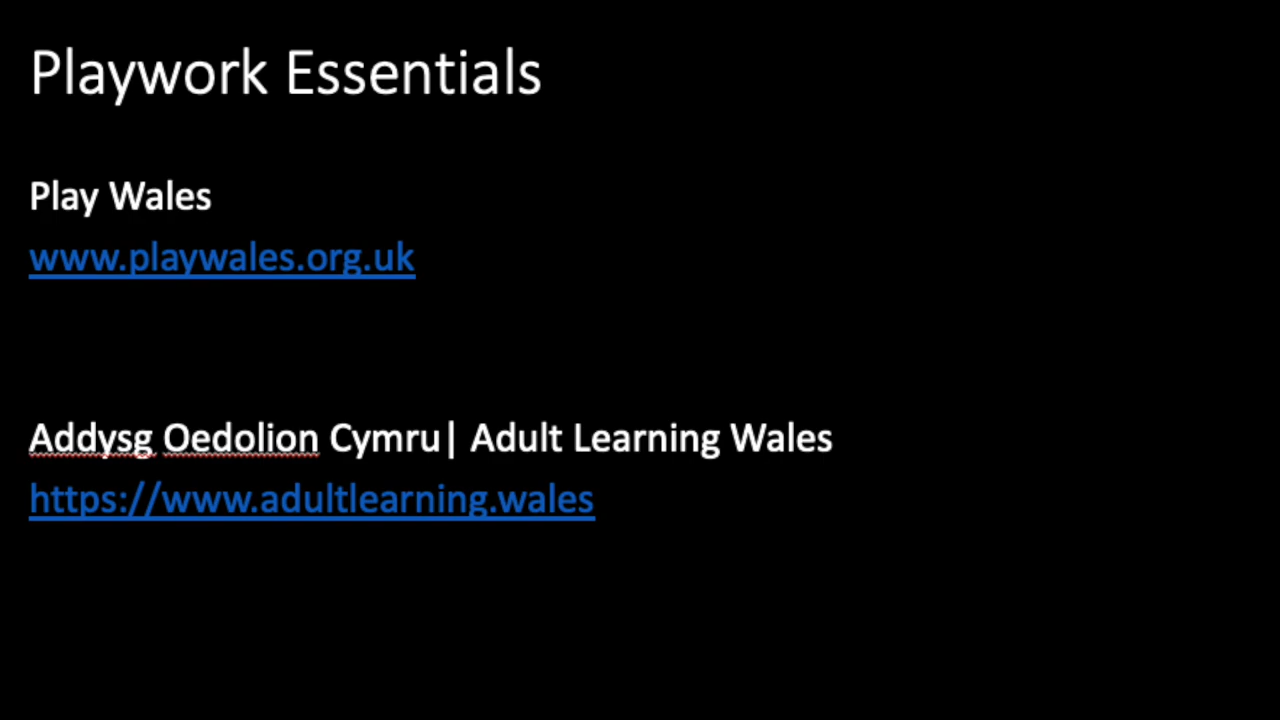 Playwork Essentials
Play Wales
www.playwales.org.uk
Addysg Oedolion Cymru| Adult Learning Wales
https://www.adultlearning.wales